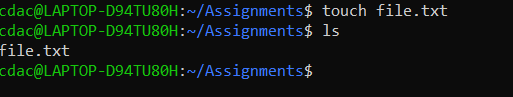 cdac@LAPTOP-D94TU80H:~/Assignments$ touch file.txt
cdac@LAPTOP-D94TU80H:~/Assignments$ ls
file.txt
cdac@LAPTOP-D94TU80H:~/Assignments$